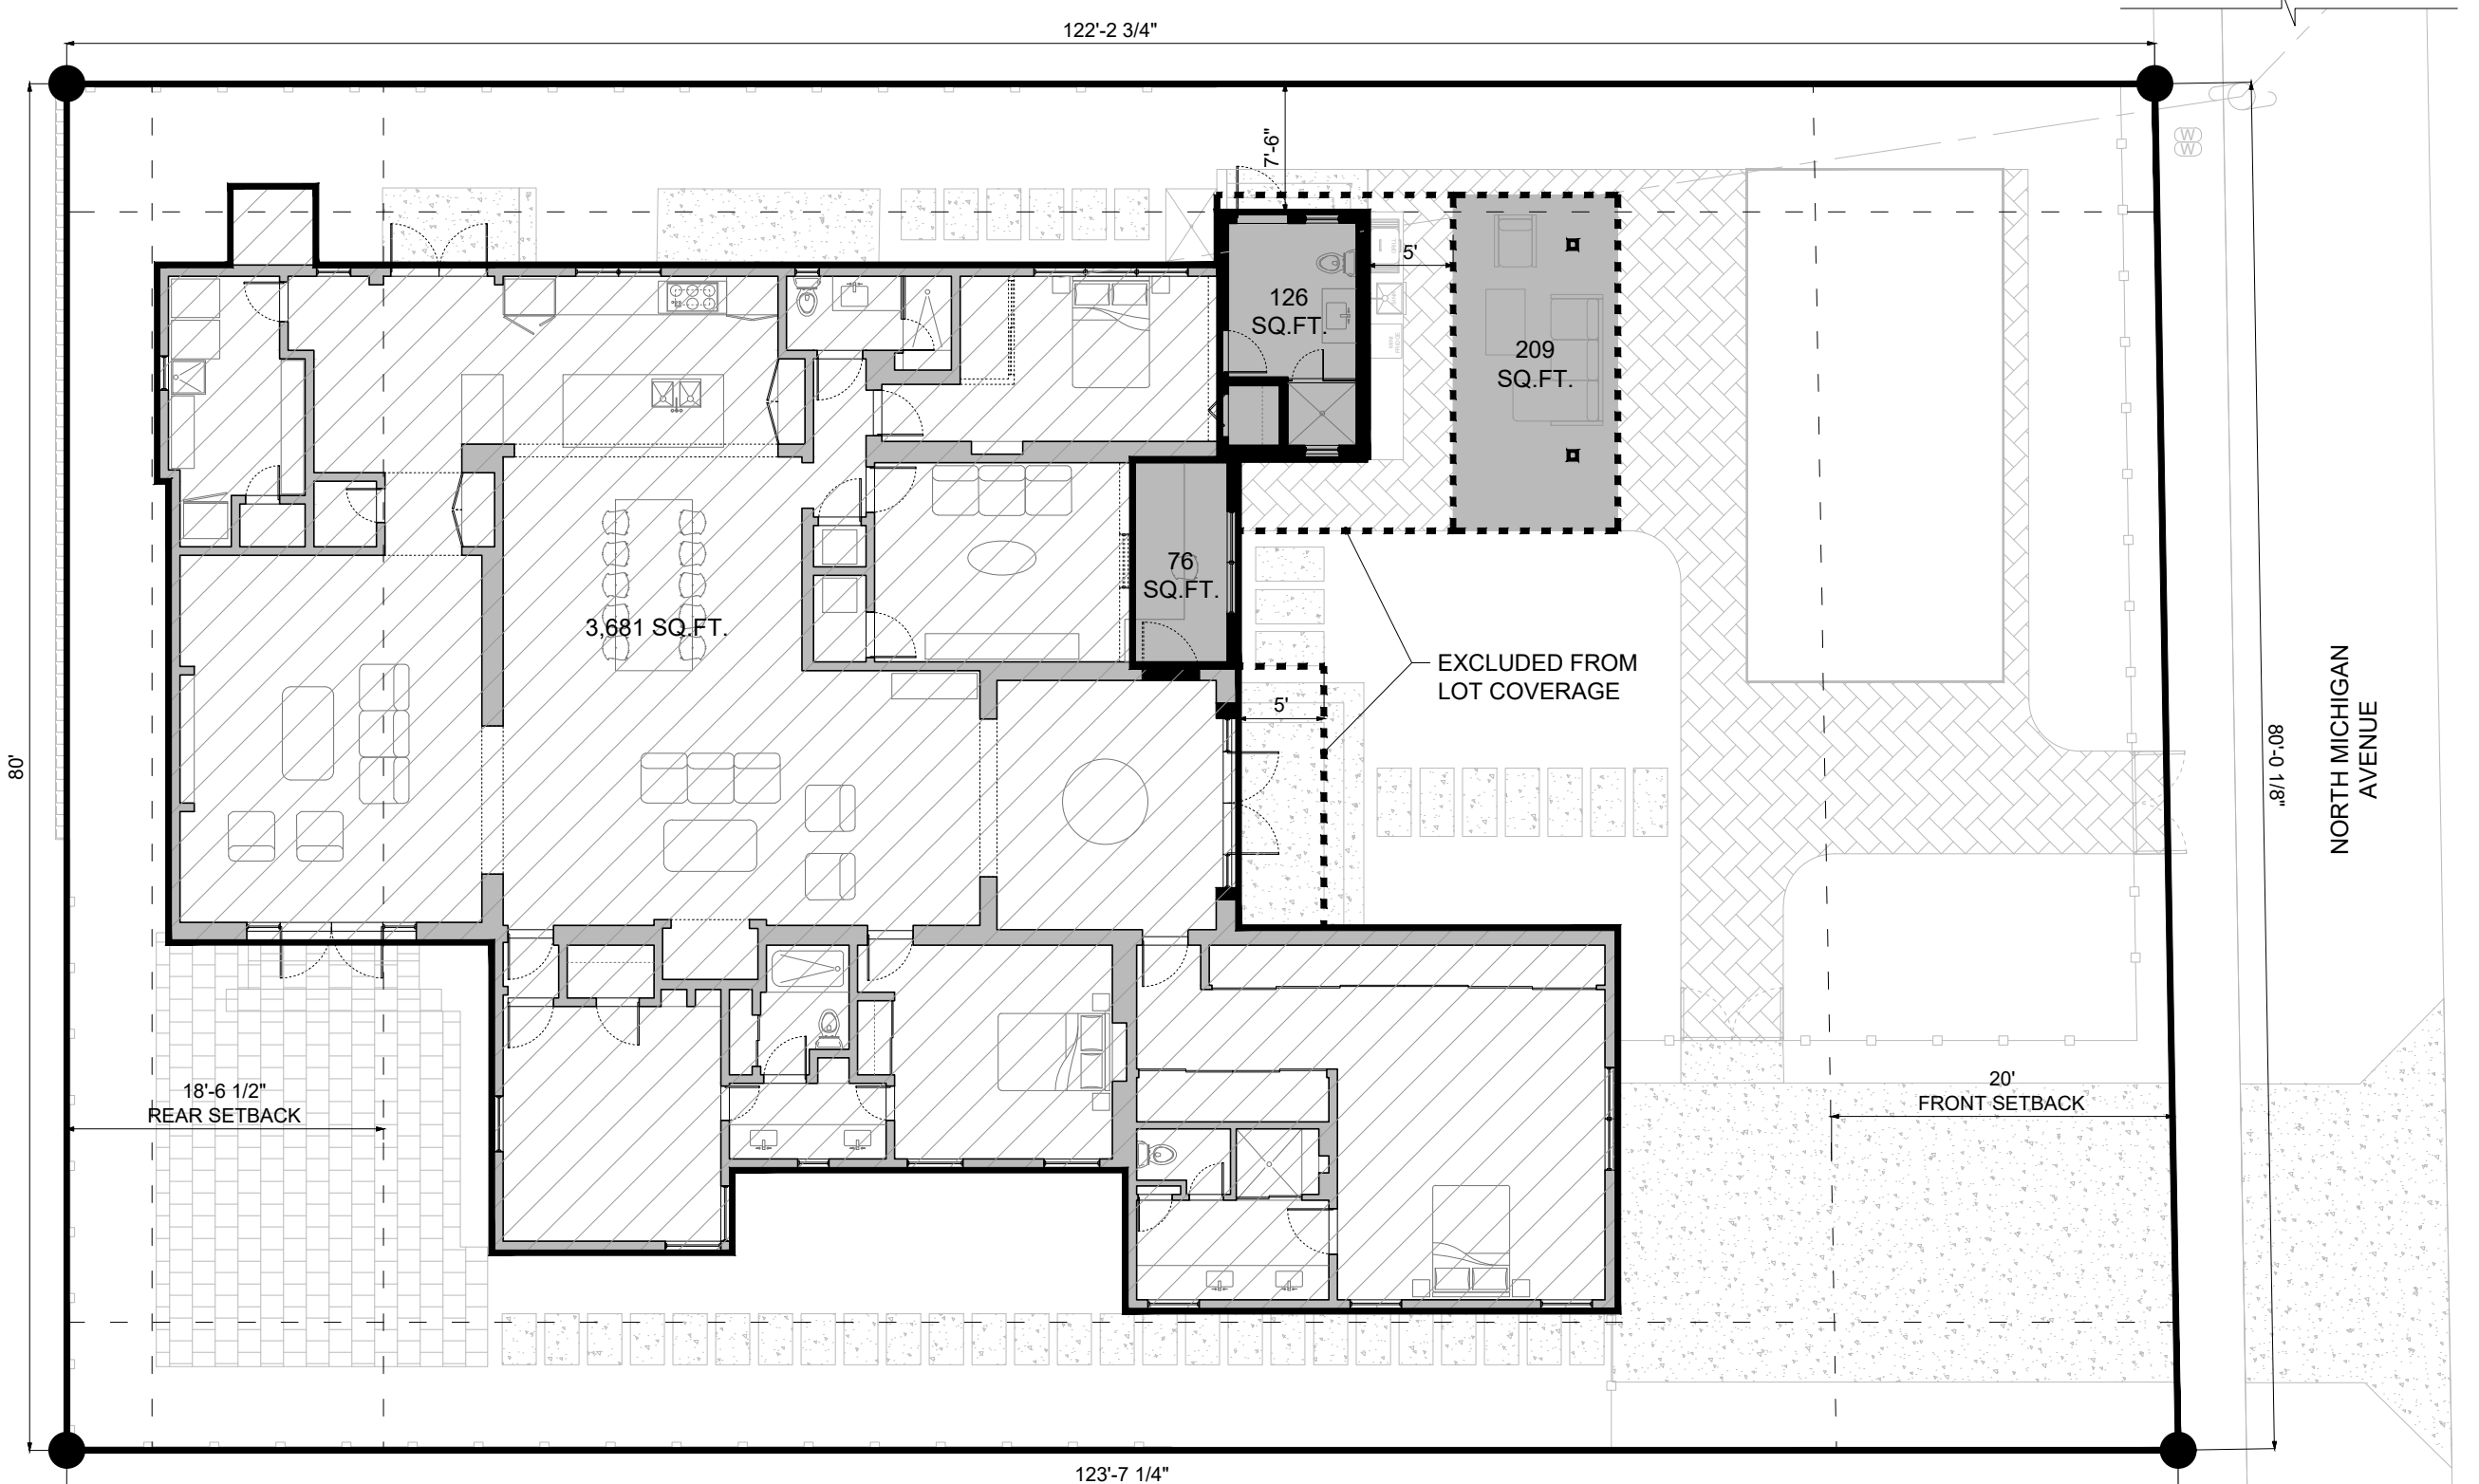 122'-2 3/4"
7'-6"
W
W
5'
126
SQ.FT.
209
SQ.FT.
76
SQ.FT.
3,681 SQ.FT.
EXCLUDED FROM
LOT COVERAGE
5'
NORTH MICHIGAN
AVENUE
80'
80'-0 1/8"
18'-6 1/2"
REAR SETBACK
20'
FRONT SETBACK
123'-7 1/4"